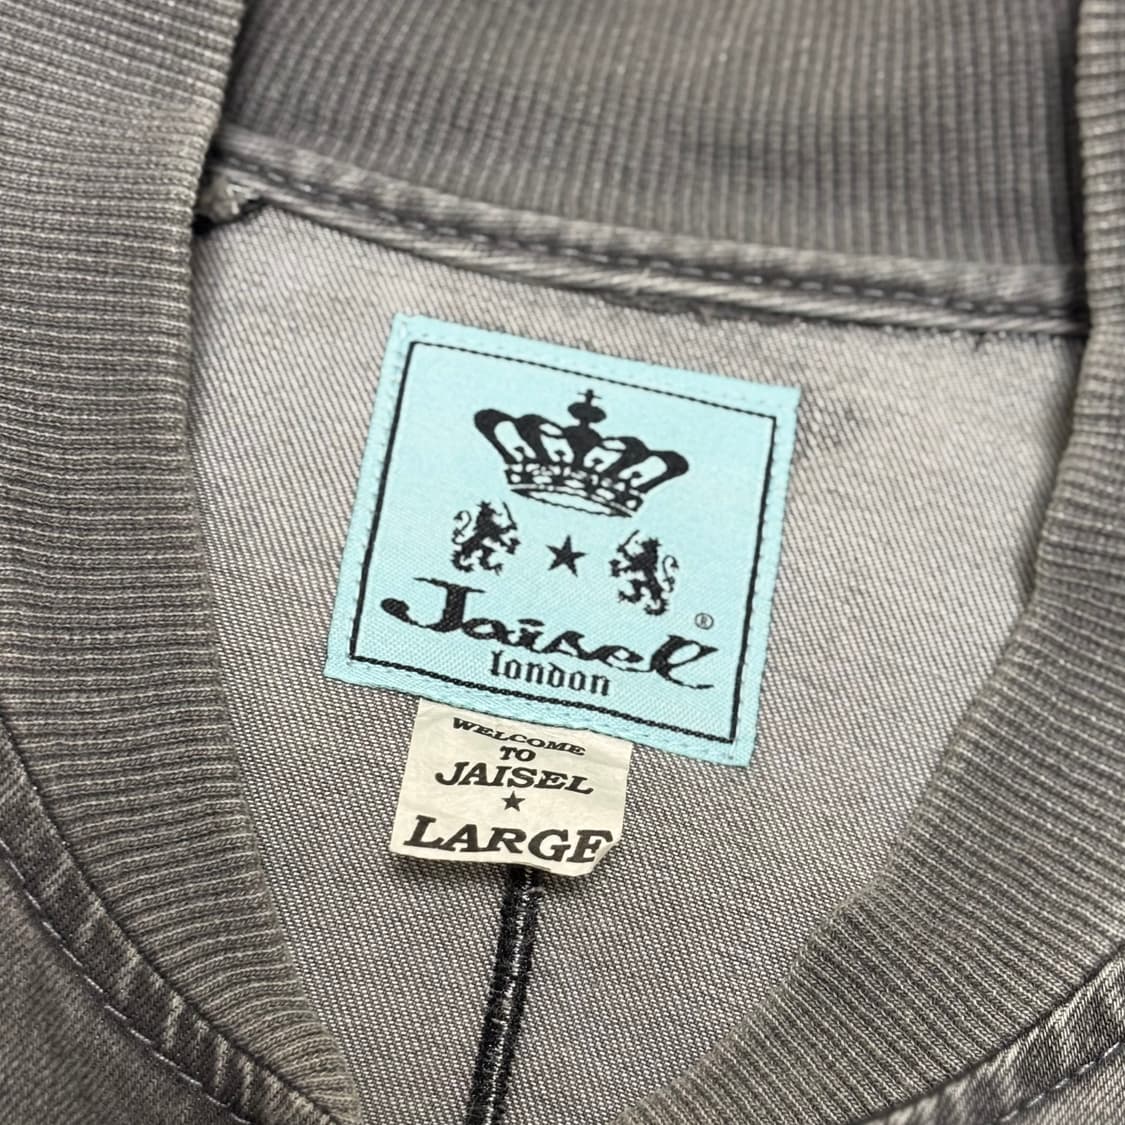 Jaisel ®
london
WELCOME
TO
JAISEL
★
LARGE